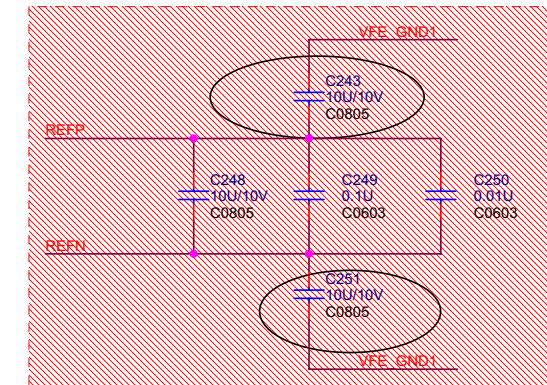 VFE_GND1
C243
10U/10V
C0805
REFP
C248
10U/10V
C0805
C249
0.1U
C0603
C250
0.01U
C0603
REFN
C251
10U/10V
C0805
VFE_GND1